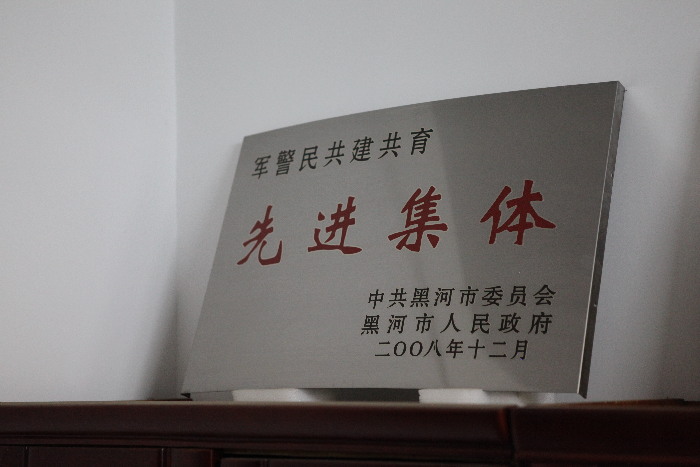 军警民共建共育
先进集体
中共黑河市委员会
黑河市人民政府
二〇〇八年十二月